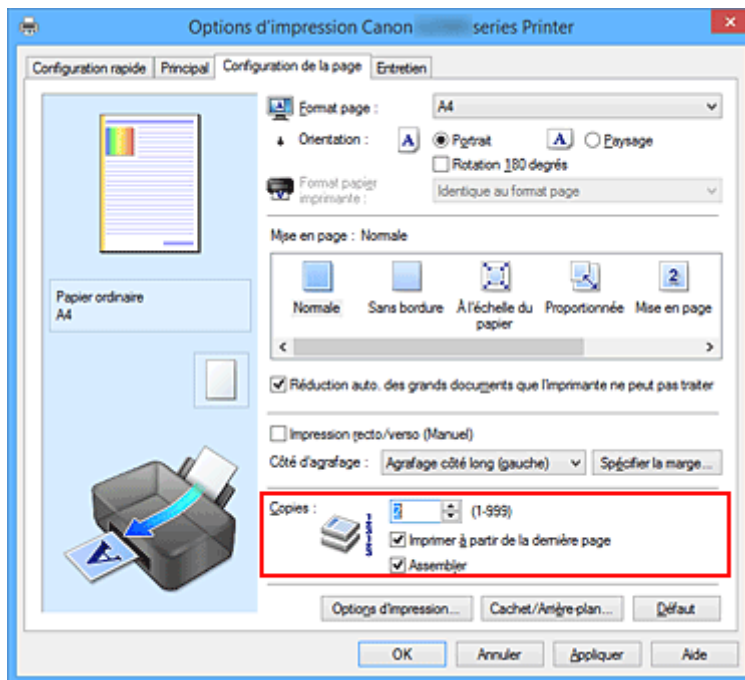 Options d'impression Canon series Printer
Configuration rapide Principal Configuration de la page Entretien
Format page : A4
Orientation : A Portrait A Paysage
Rotation 180 degrés
Format papier imprimante : Identique au format page
Mise en page : Normale
Normale Sans bordure À l'échelle du papier Proportionnée Mise en page
2
Papier ordinaire
A4
Réduction auto. des grands documents que l'imprimante ne peut pas traiter
Impression recto/verso (Manuel)
Côté d'agrafage : Agrafage côté long (gauche) Spécifier la marge...
Copies : 2 (1-999)
Imprimer à partir de la dernière page
Assembler
A
Options d'impression... Cachet/Arrière-plan... Défaut
OK Annuler Appliquer Aide